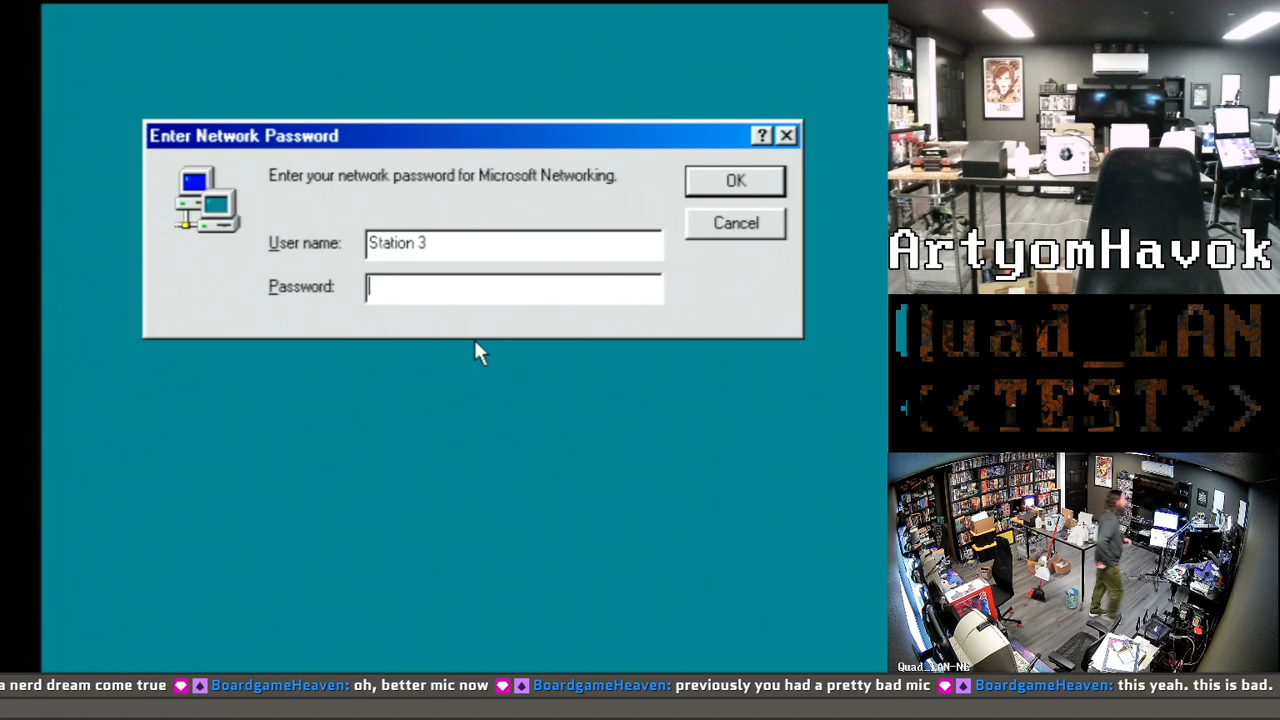 Enter Network Password
Enter your network password for Microsoft Networking.
OK
Cancel
User name: Station 3
Password:
ArtyomHavok
Quad_LAN
<<TEST>>
Quad_LAN-NE
a nerd dream come true BoardgameHeaven: oh, better mic now BoardgameHeaven: previously you had a pretty bad mic BoardgameHeaven: this yeah. this is bad.